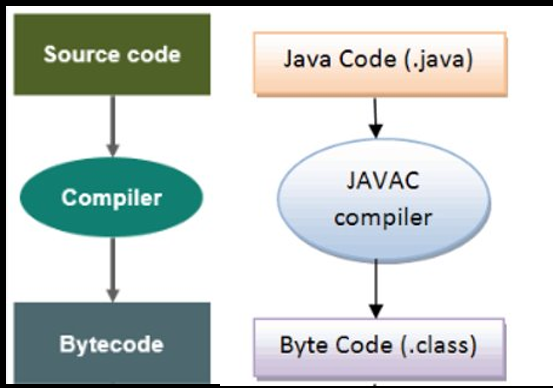 Source code
Compiler
Bytecode
Java Code (.java)
JAVAC
compiler
Byte Code (.class)